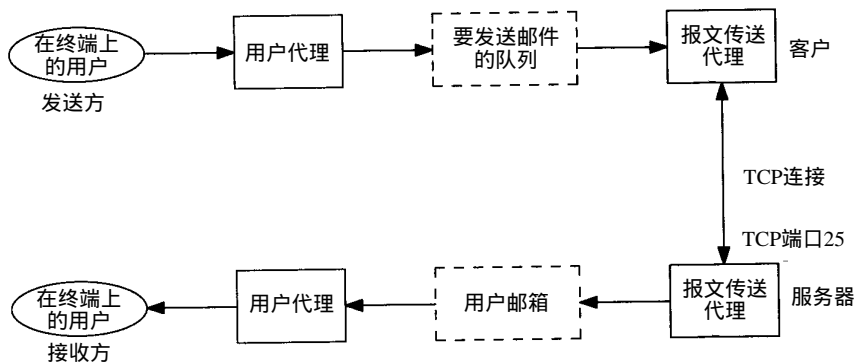 在终端上
的用户
发送方
用户代理
要发送邮件
的队列
报文传送
代理
客户
TCP连接
TCP端口25
在终端上
的用户
接收方
用户代理
用户邮箱
报文传送
代理
服务器